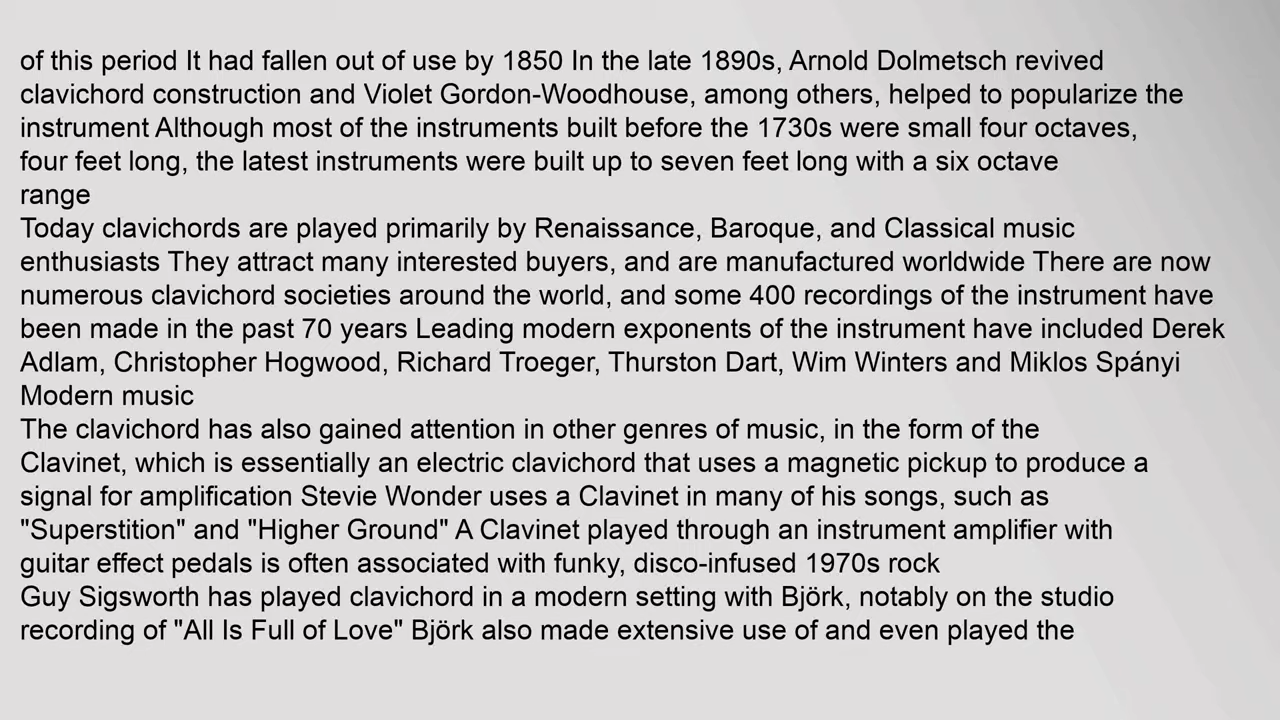 of this period It had fallen out of use by 1850 In the late 1890s, Arnold Dolmetsch revived
clavichord construction and Violet Gordon-Woodhouse, among others, helped to popularize the
instrument Although most of the instruments built before the 1730s were small four octaves,
four feet long, the latest instruments were built up to seven feet long with a six octave
range
Today clavichords are played primarily by Renaissance, Baroque, and Classical music
enthusiasts They attract many interested buyers, and are manufactured worldwide There are now
numerous clavichord societies around the world, and some 400 recordings of the instrument have
been made in the past 70 years Leading modern exponents of the instrument have included Derek
Adlam, Christopher Hogwood, Richard Troeger, Thurston Dart, Wim Winters and Miklos Spányi
Modern music
The clavichord has also gained attention in other genres of music, in the form of the
Clavinet, which is essentially an electric clavichord that uses a magnetic pickup to produce a
signal for amplification Stevie Wonder uses a Clavinet in many of his songs, such as
"Superstition" and "Higher Ground" A Clavinet played through an instrument amplifier with
guitar effect pedals is often associated with funky, disco-infused 1970s rock
Guy Sigsworth has played clavichord in a modern setting with Björk, notably on the studio
recording of "All Is Full of Love" Björk also made extensive use of and even played the